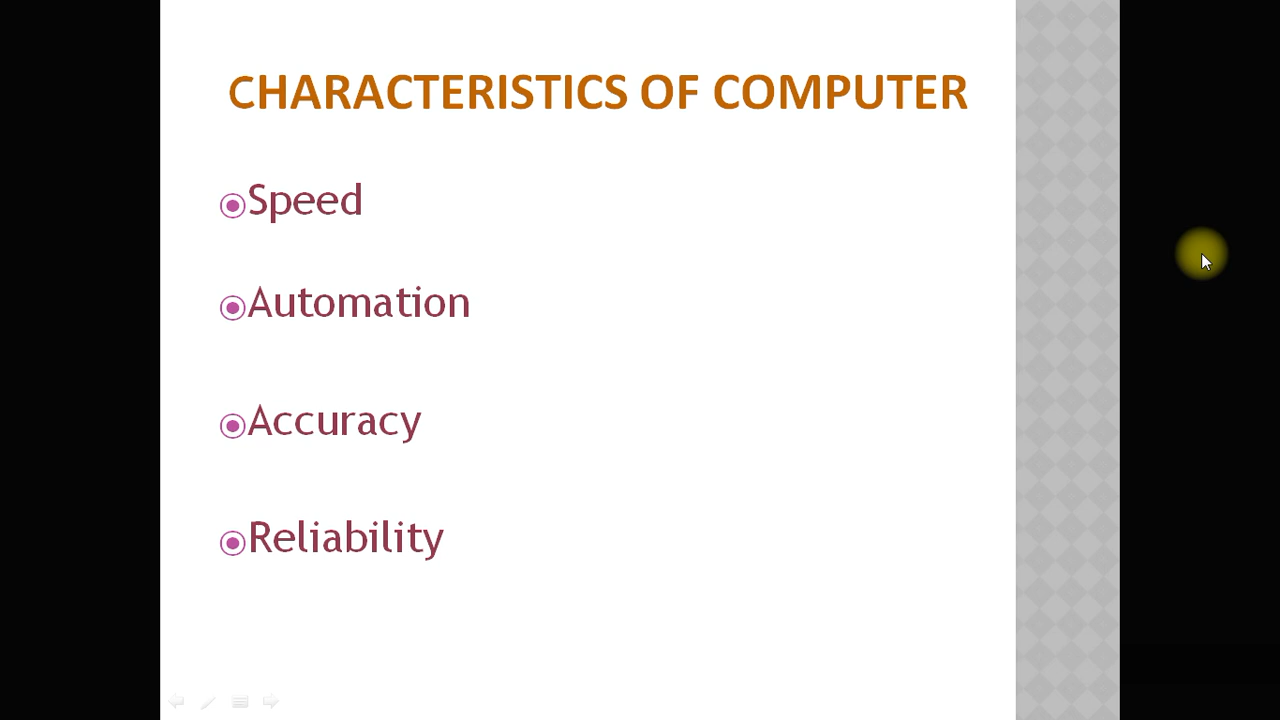 CHARACTERISTICS OF COMPUTER
Speed
Automation
Accuracy
Reliability